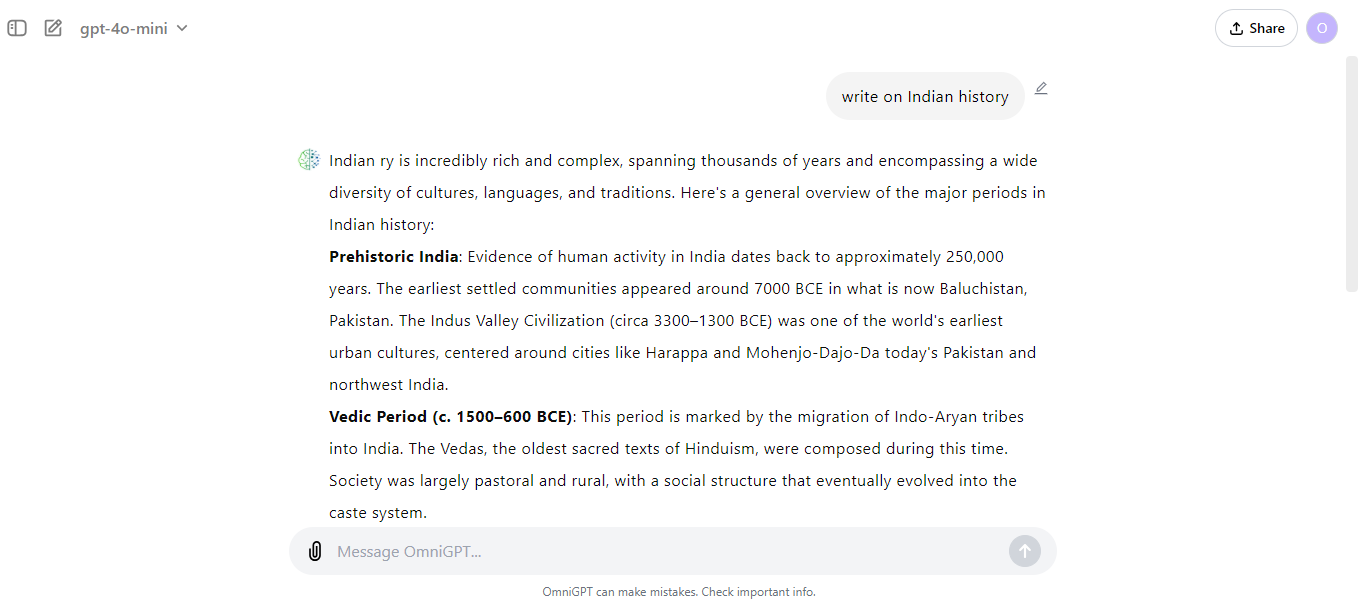 gpt-4o-mini
Share
O
write on Indian history
Indian ry is incredibly rich and complex, spanning thousands of years and encompassing a wide
diversity of cultures, languages, and traditions. Here's a general overview of the major periods in
Indian history:
Prehistoric India: Evidence of human activity in India dates back to approximately 250,000
years. The earliest settled communities appeared around 7000 BCE in what is now Baluchistan,
Pakistan. The Indus Valley Civilization (circa 3300–1300 BCE) was one of the world's earliest
urban cultures, centered around cities like Harappa and Mohenjo-Dajo-Da today's Pakistan and
northwest India.
Vedic Period (c. 1500–600 BCE): This period is marked by the migration of Indo-Aryan tribes
into India. The Vedas, the oldest sacred texts of Hinduism, were composed during this time.
Society was largely pastoral and rural, with a social structure that eventually evolved into the
caste system.
Message OmniGPT...
OmniGPT can make mistakes. Check important info.